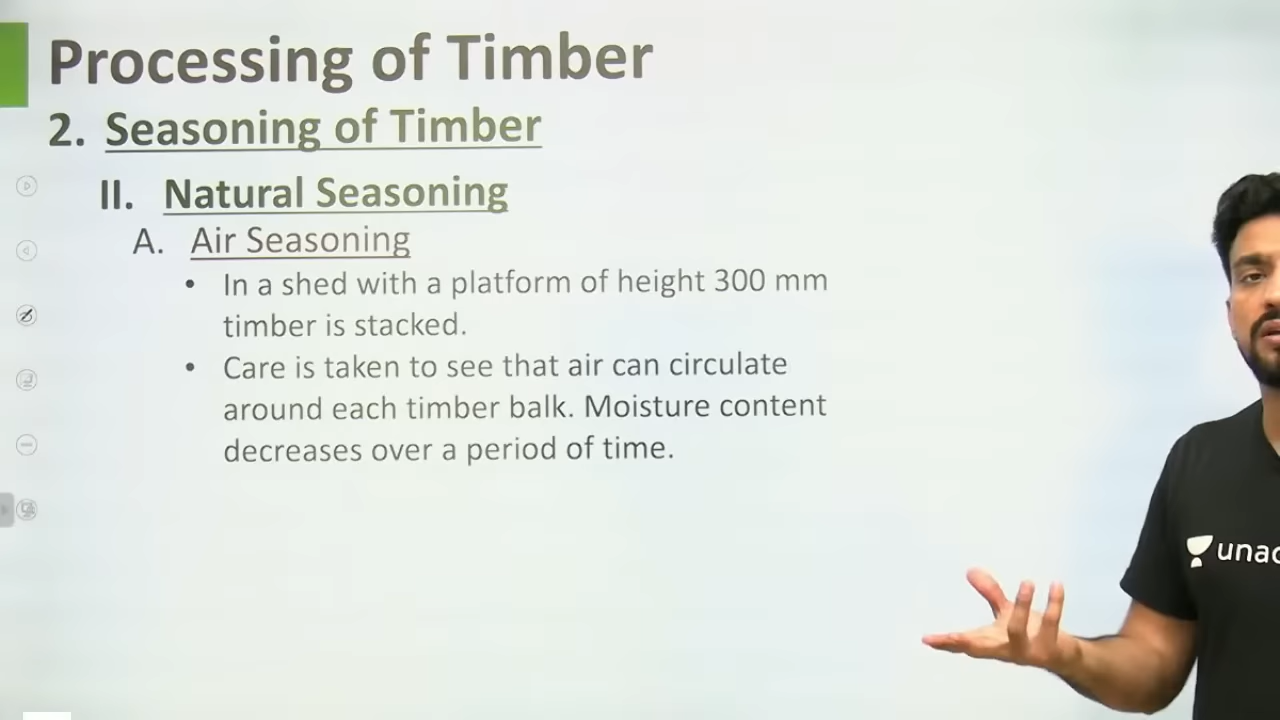 Processing of Timber
2. Seasoning of Timber
II. Natural Seasoning
A. Air Seasoning
• In a shed with a platform of height 300 mm
timber is stacked.
• Care is taken to see that air can circulate
around each timber balk. Moisture content
decreases over a period of time.
unac